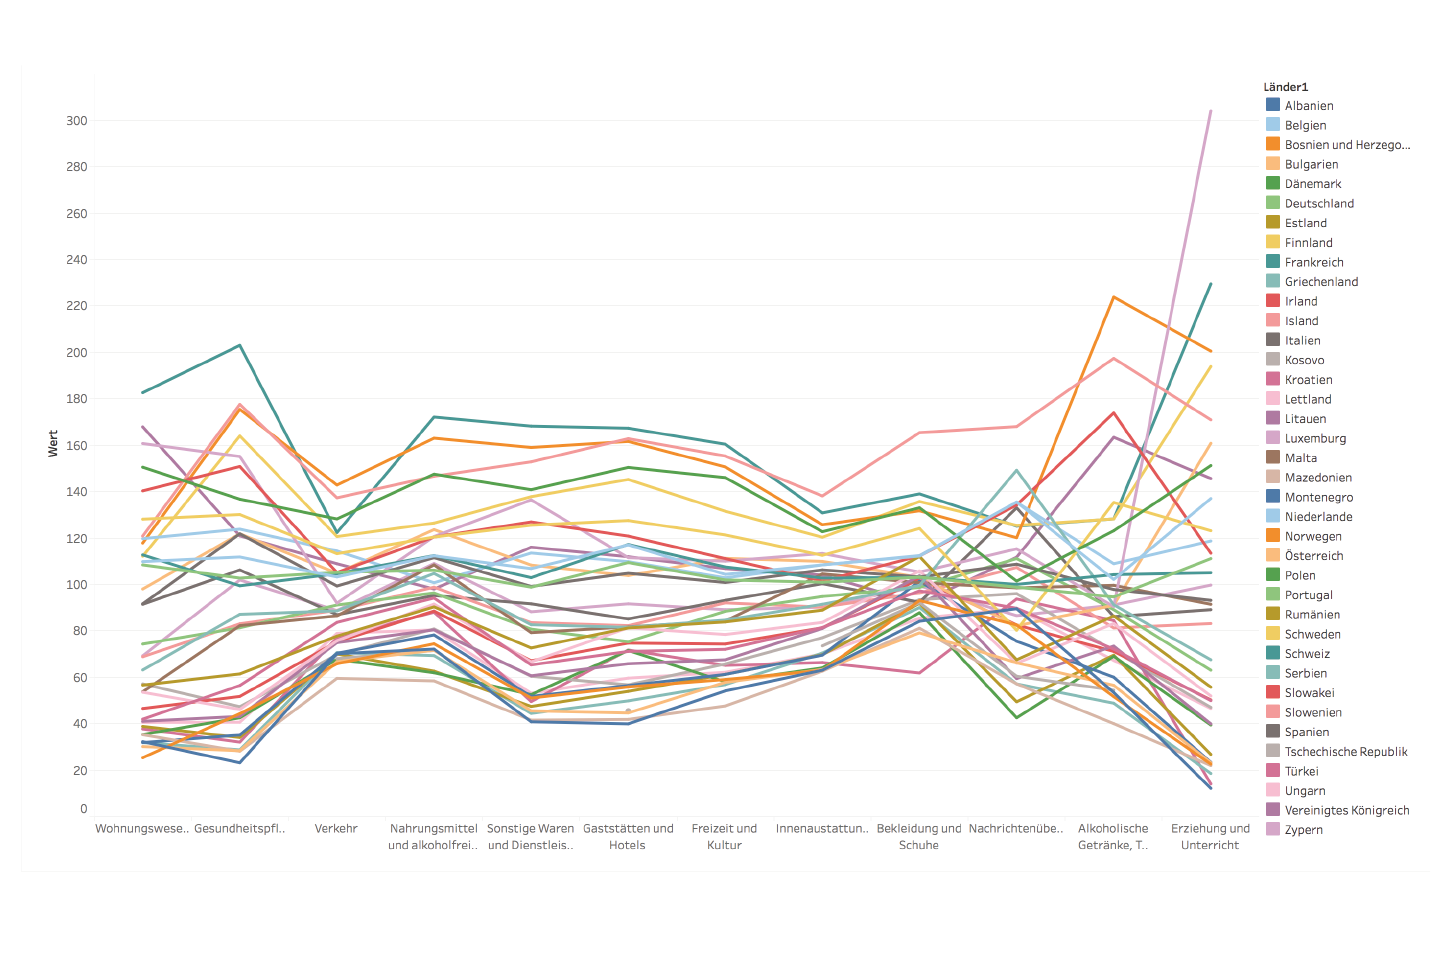 Länder1
Albanien
Belgien
Bosnien und Herzego...
Bulgarien
Dänemark
Deutschland
Estland
Finnland
Frankreich
Griechenland
Irland
Island
Italien
Kosovo
Kroatien
Lettland
Litauen
Luxemburg
Malta
Mazedonien
Montenegro
Niederlande
Norwegen
Österreich
Polen
Portugal
Rumänien
Schweden
Schweiz
Serbien
Slowakei
Slowenien
Spanien
Tschechische Republik
Türkei
Ungarn
Vereinigtes Königreich
Zypern
Wert
300
280
260
240
220
200
180
160
140
120
100
80
60
40
20
0
Wohnungswese..
Gesundheitspfl..
Verkehr
Nahrungsmittel
und alkoholfrei..
Sonstige Waren
und Dienstleis..
Gaststätten und
Hotels
Freizeit und
Kultur
Innenausstattun..
Bekleidung und
Schuhe
Nachrichtenübe..
Alkoholische
Getränke, T..
Erziehung und
Unterricht